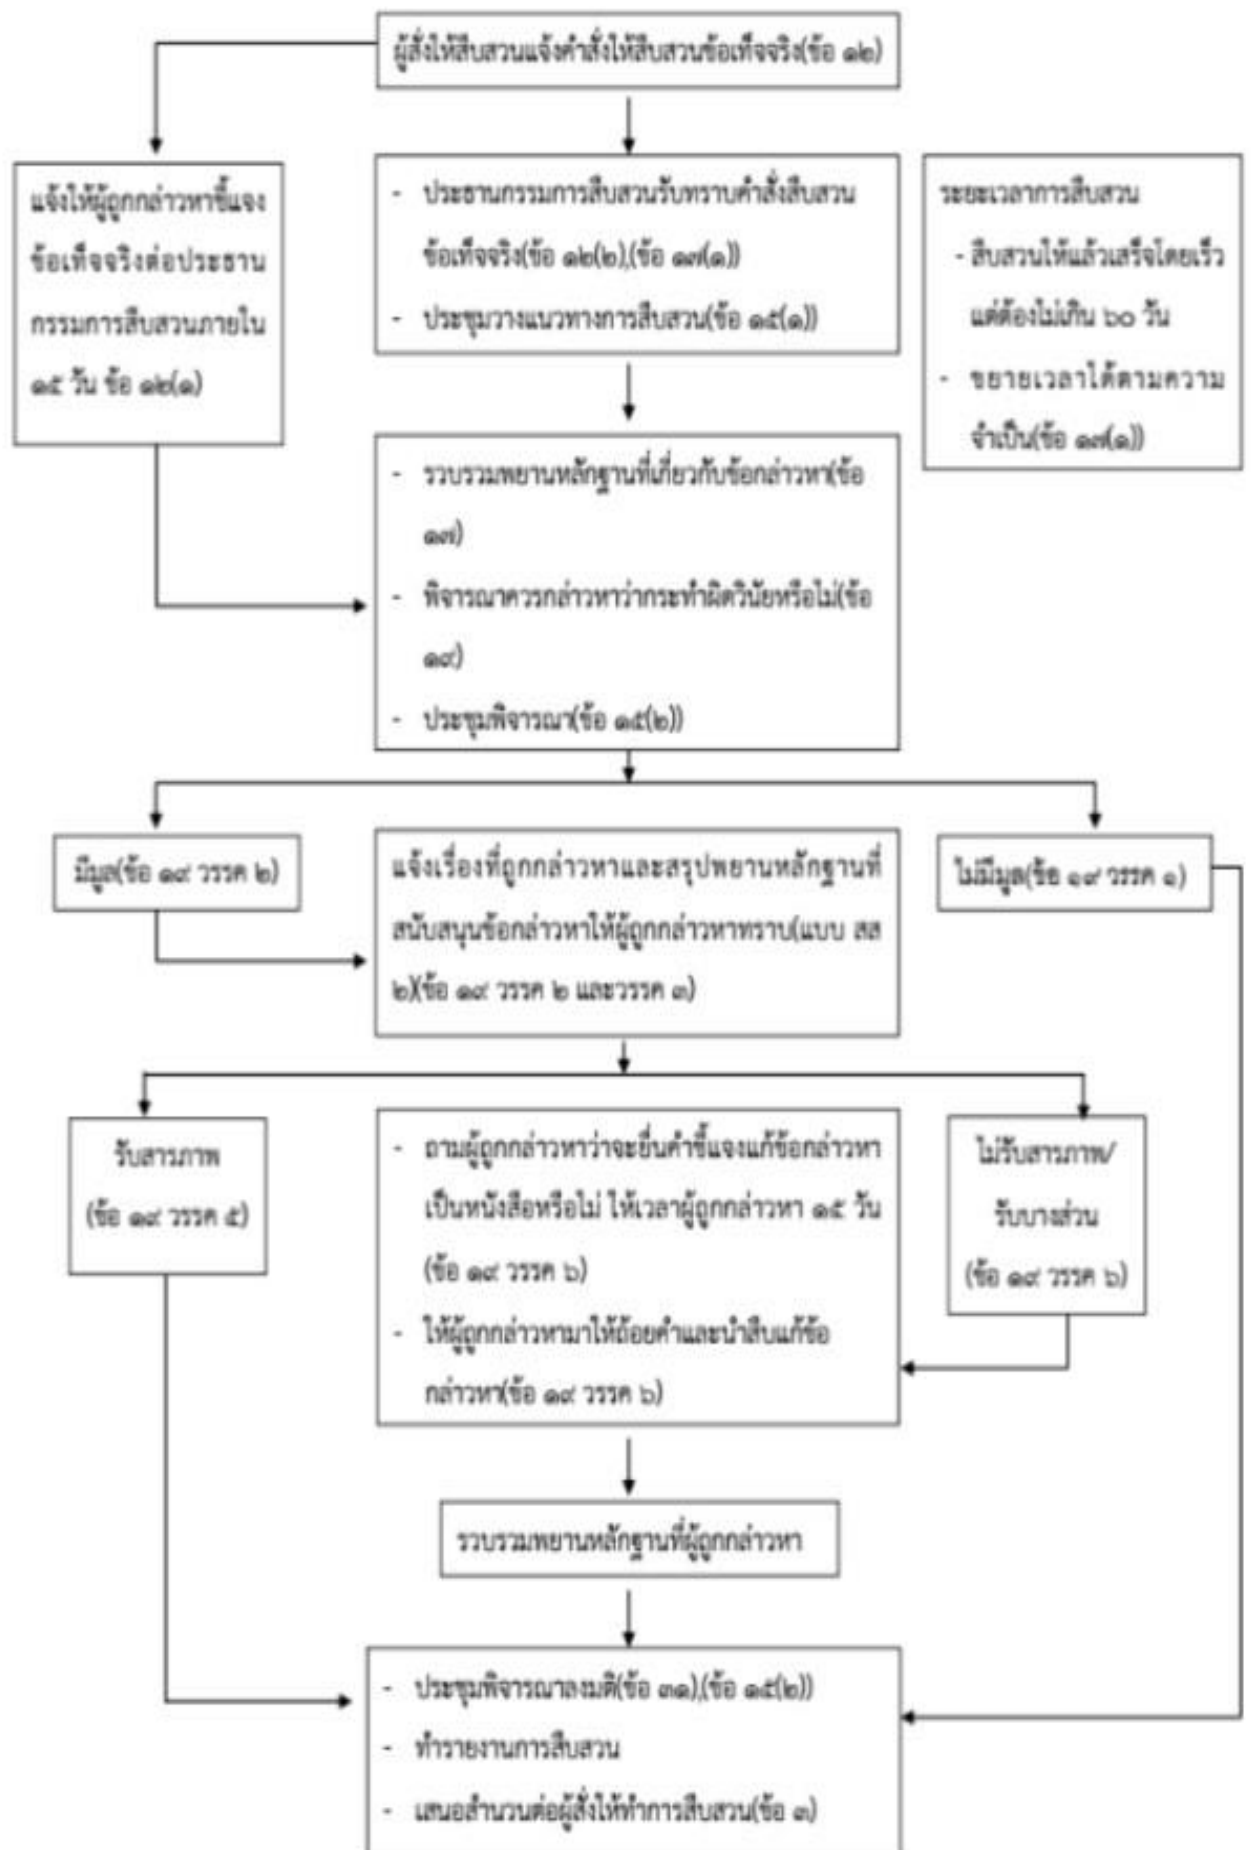 ผู้สั่งให้สืบสวนแจ้งคำสั่งให้สืบสวนข้อเท็จจริง(ข้อ ๑๒)
แจ้งให้ผู้ถูกกล่าวหาชี้แจง
ข้อเท็จจริงต่อประธาน
กรรมการสืบสวนภายใน
๑๕ วัน ข้อ ๑๒(๑)
- ประธานกรรมการสืบสวนรับทราบคำสั่งสืบสวน
ข้อเท็จจริง(ข้อ ๑๒(๒),(ข้อ ๑๗(๑))
- ประชุมวางแนวทางการสืบสวน(ข้อ ๑๕(๑))
ระยะเวลาการสืบสวน
- สืบสวนให้แล้วเสร็จโดยเร็ว
แต่ต้องไม่เกิน ๖๐ วัน
- ขยายเวลาได้ตามความ
จำเป็น(ข้อ ๑๗(๑))
- รวบรวมพยานหลักฐานที่เกี่ยวกับข้อกล่าวหา(ข้อ
๑๗)
- พิจารณาควรกล่าวหาว่ากระทำผิดวินัยหรือไม่(ข้อ
๑๙)
- ประชุมพิจารณา(ข้อ ๑๕(๒))
มีมูล(ข้อ ๑๙ วรรค ๒)
แจ้งเรื่องที่ถูกกล่าวหาและสรุปพยานหลักฐานที่
สนับสนุนข้อกล่าวหาให้ผู้ถูกกล่าวหาทราบ(แบบ สส
๒)(ข้อ ๑๙ วรรค ๒ และวรรค ๓)
ไม่มีมูล(ข้อ ๑๙ วรรค ๑)
รับสารภาพ
(ข้อ ๑๙ วรรค ๕)
- ถามผู้ถูกกล่าวหาว่าจะยื่นคำชี้แจงแก้ข้อกล่าวหา
เป็นหนังสือหรือไม่ ให้เวลาผู้ถูกกล่าวหา ๑๕ วัน
(ข้อ ๑๙ วรรค ๖)
- ให้ผู้ถูกกล่าวหามาให้ถ้อยคำและนำสืบแก้ข้อ
กล่าวหา(ข้อ ๑๙ วรรค ๖)
ไม่รับสารภาพ/
รับบางส่วน
(ข้อ ๑๙ วรรค ๖)
รวบรวมพยานหลักฐานที่ผู้ถูกกล่าวหา
- ประชุมพิจารณาลงมติ(ข้อ ๓๑),(ข้อ ๑๕(๒))
- ทำรายงานการสืบสวน
- เสนอสำนวนต่อผู้สั่งให้ทำการสืบสวน(ข้อ ๓)